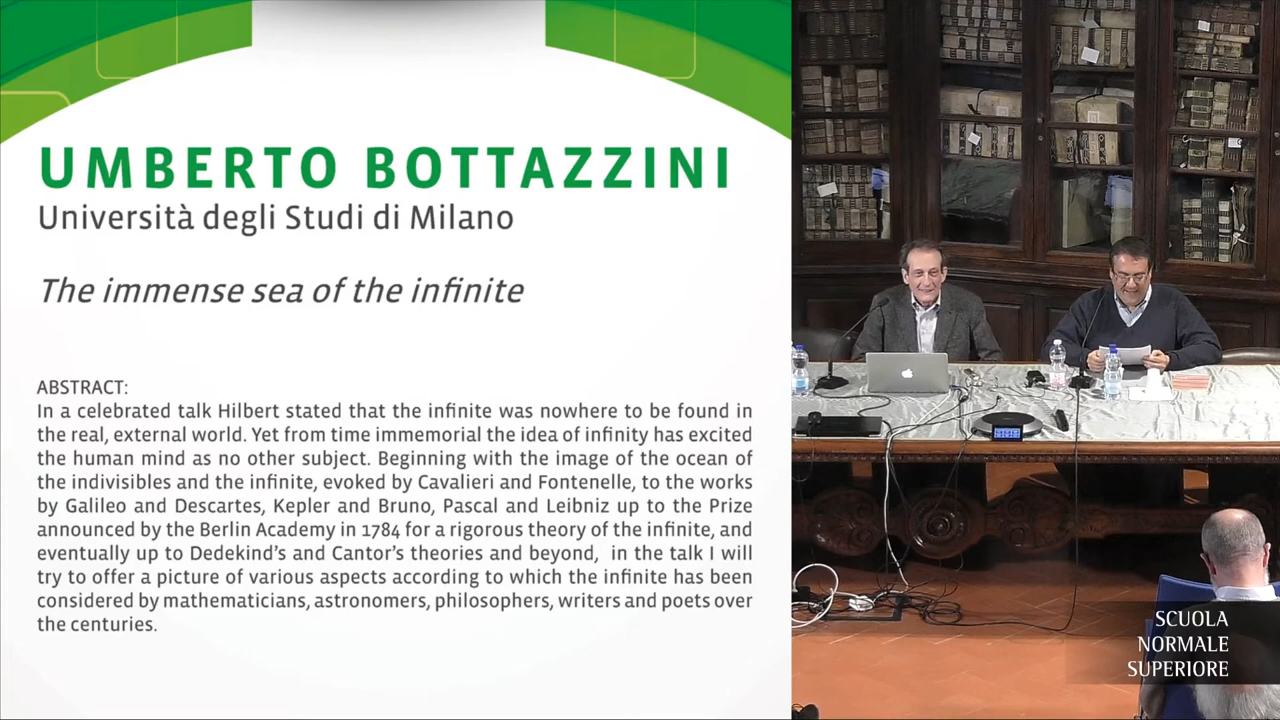 UMBERTO BOTTAZZINI
Università degli Studi di Milano
The immense sea of the infinite
ABSTRACT:
In a celebrated talk Hilbert stated that the infinite was nowhere to be found in
the real, external world. Yet from time immemorial the idea of infinity has excited
the human mind as no other subject. Beginning with the image of the ocean of
the indivisibles and the infinite, evoked by Cavalieri and Fontenelle, to the works
by Galileo and Descartes, Kepler and Bruno, Pascal and Leibniz up to the Prize
announced by the Berlin Academy in 1784 for a rigorous theory of the infinite, and
eventually up to Dedekind's and Cantor's theories and beyond, in the talk I will
try to offer a picture of various aspects according to which the infinite has been
considered by mathematicians, astronomers, philosophers, writers and poets over
the centuries.
SCUOLA
NORMALE
SUPERIORE